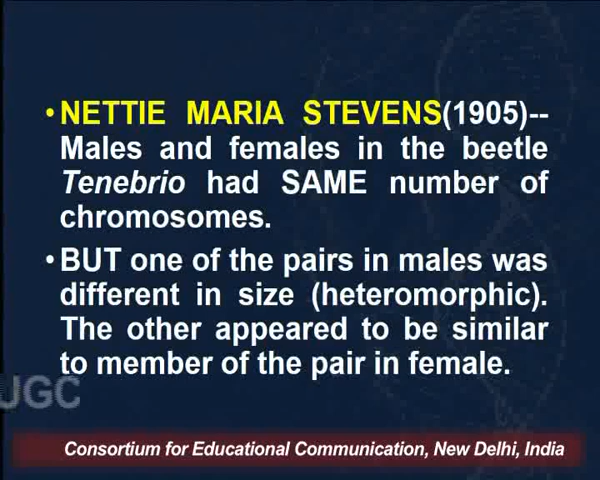 • NETTIE MARIA STEVENS(1905)--
Males and females in the beetle
Tenebrio had SAME number of
chromosomes.
• BUT one of the pairs in males was
different in size (heteromorphic).
The other appeared to be similar
to member of the pair in female.
UGC
Consortium for Educational Communication, New Delhi, India